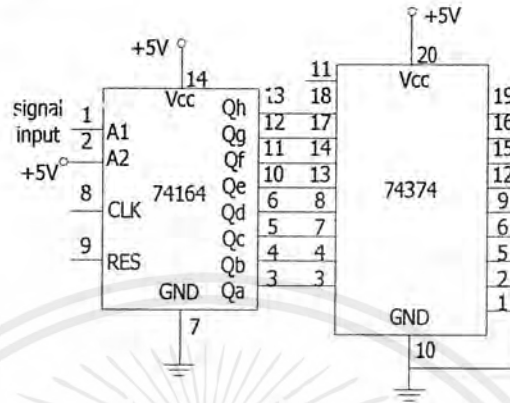 +5V
+5V
14
Vcc
signal
input
1
A1
2
A2
+5V
8
CLK
9
RES
74164
Qh 13
Qg 12
Qf 11
Qe 10
Qd 6
Qc 5
Qb 4
Qa 3
GND
7
20
Vcc
11
18
17
14
13
8
7
4
3
74374
19
16
15
12
9
6
5
2
1
GND
10